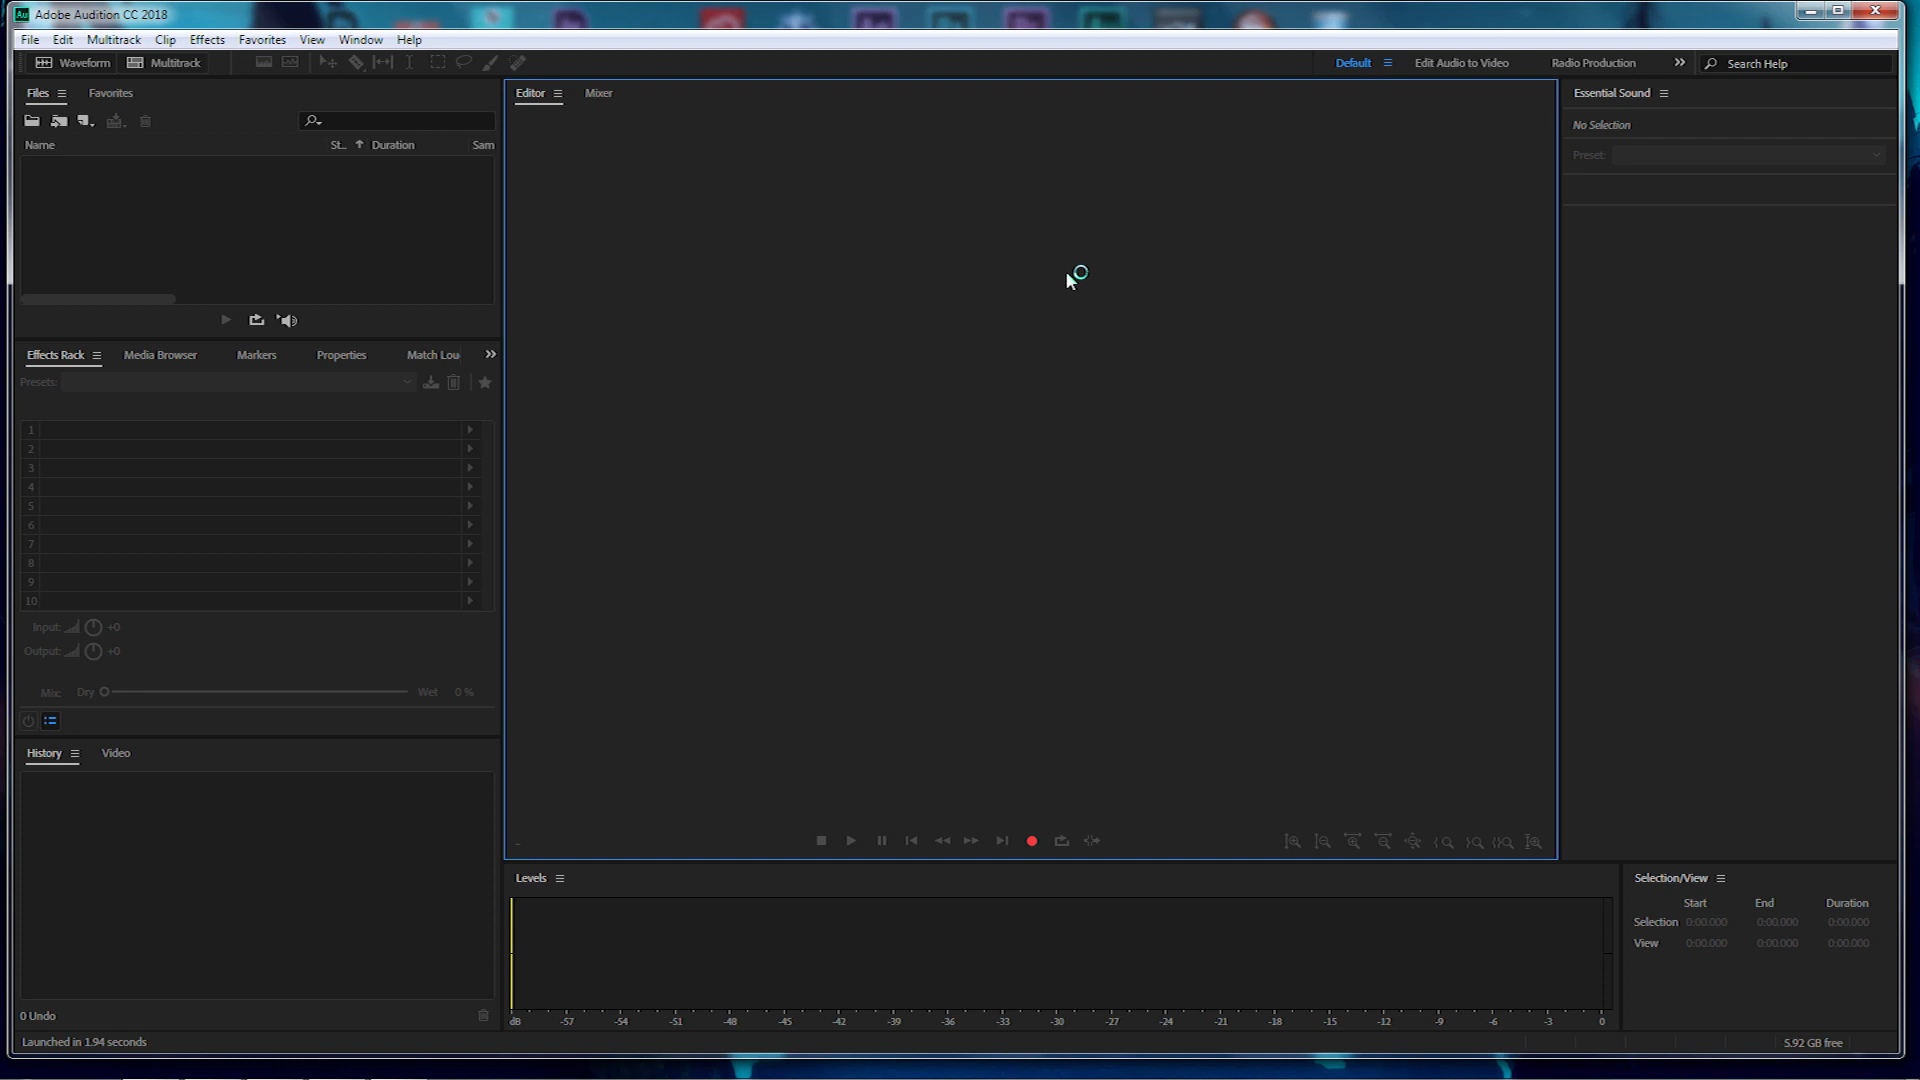 Au Adobe Audition CC 2018
File Edit Multitrack Clip Effects Favorites View Window Help
Waveform Multitrack Default Edit Audio to Video Radio Production Search Help
Files Favorites
Name St... Duration Sam
Effects Rack Media Browser Markers Properties Match Lou
Presets:
1
2
3
4
5
6
7
8
9
10
Input: +0
Output: +0
Mix: Dry Wet 0 %
History Video
0 Undo
Launched in 1.94 seconds
Editor Mixer
Levels
dB -57 -54 -51 -48 -45 -42 -39 -36 -33 -30 -27 -24 -21 -18 -15 -12 -9 -6 -3 0
Essential Sound
No Selection
Preset:
Selection/View
Start End Duration
Selection 0:00.000 0:00.000 0:00.000
View 0:00.000 0:00.000 0:00.000
5.92 GB free